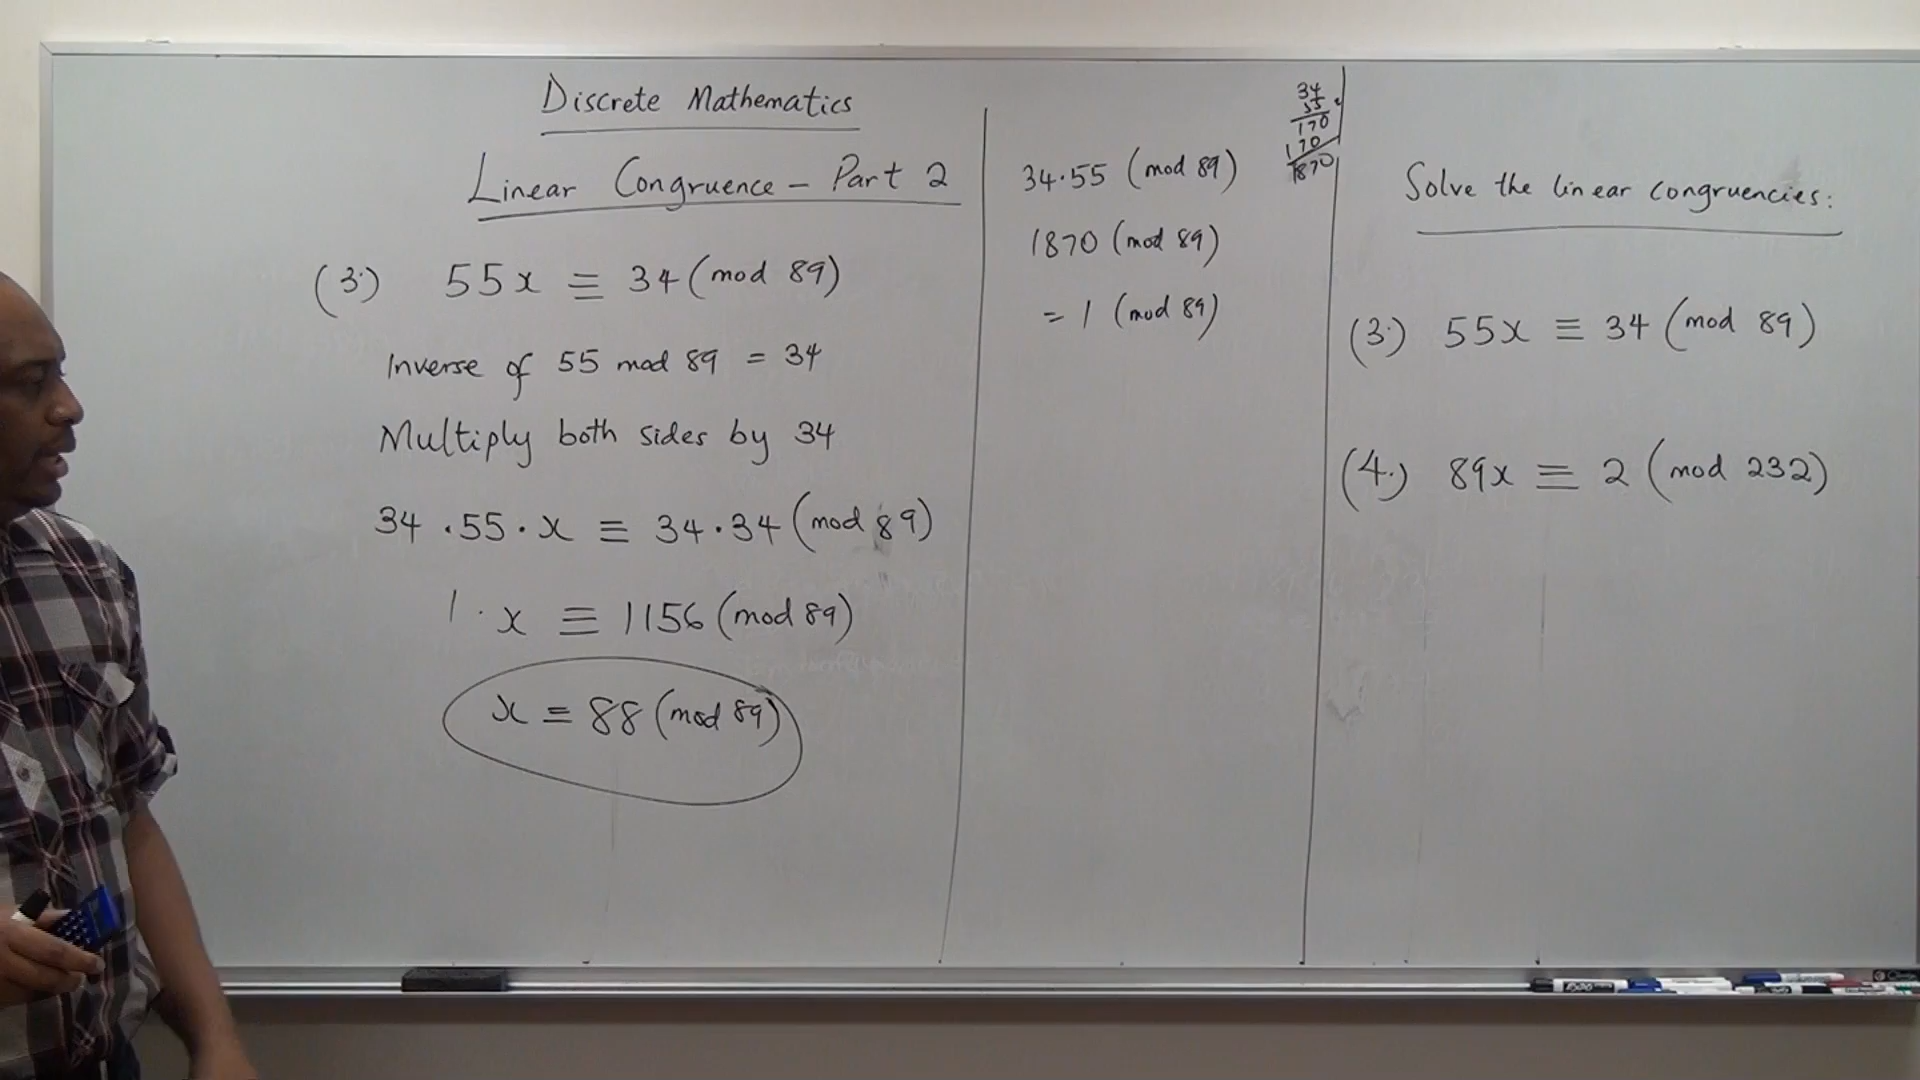 Discrete Mathematics
Linear Congruence - Part 2
(3.) 55x ≡ 34 (mod 89)
Inverse of 55 mod 89 = 34
Multiply both sides by 34
34 · 55 · x ≡ 34 · 34 (mod 89)
1 · x ≡ 1156 (mod 89)
x ≡ 88 (mod 89)
34
55
170
170
1870
34·55 (mod 89)
1870 (mod 89)
= 1 (mod 89)
Solve the linear congruencies:
(3.) 55x ≡ 34 (mod 89)
(4.) 89x ≡ 2 (mod 232)